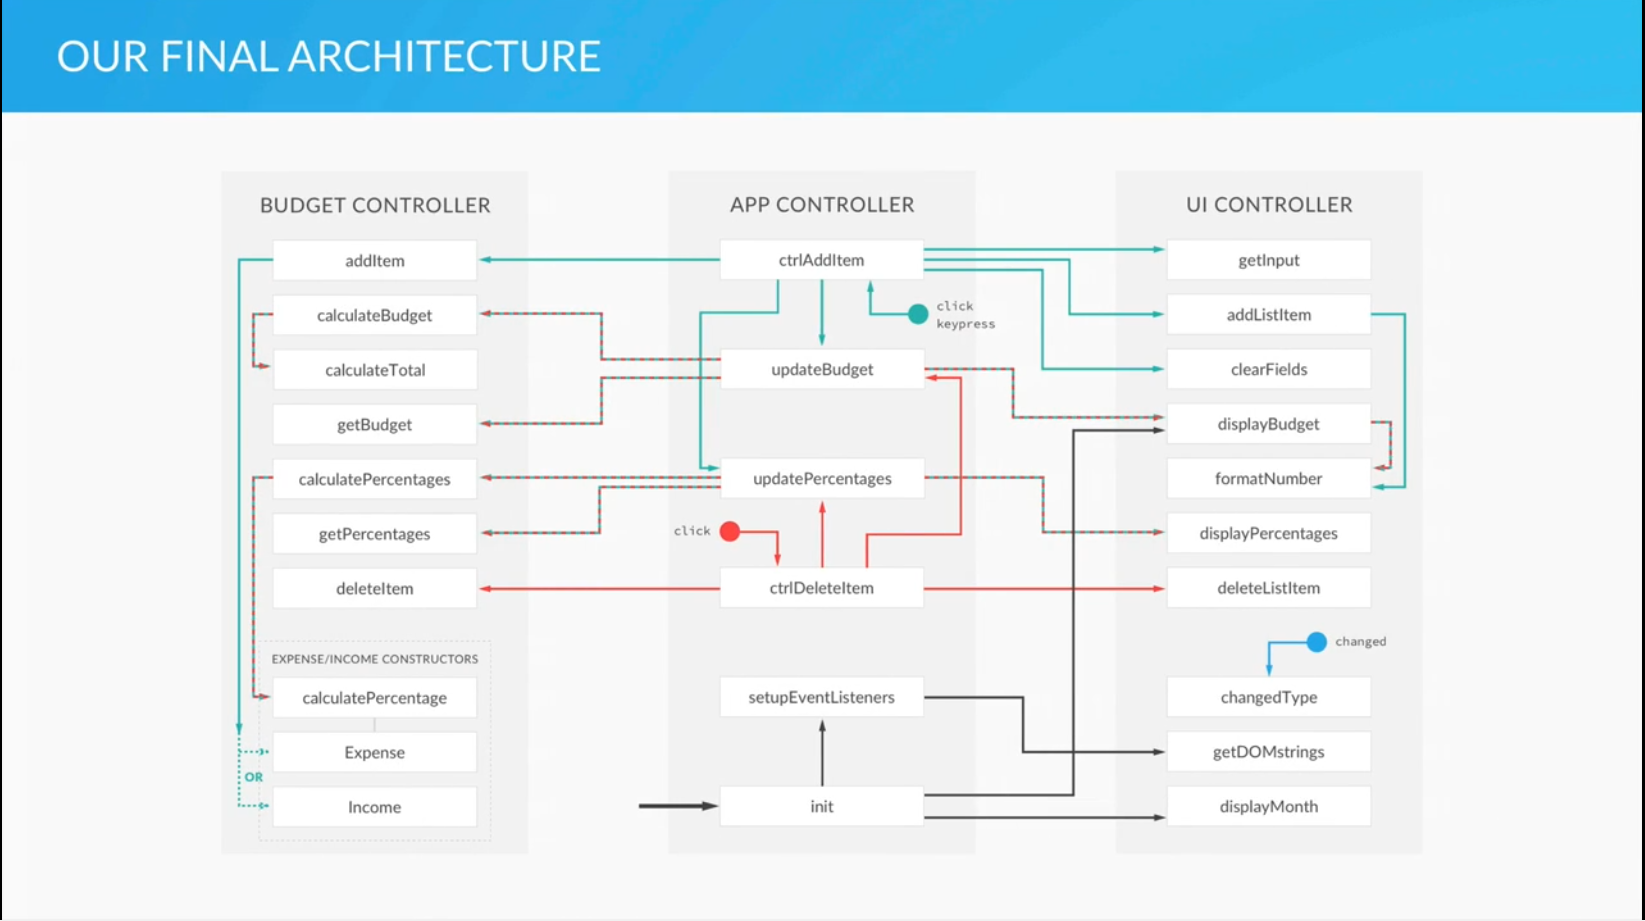 OUR FINAL ARCHITECTURE
BUDGET CONTROLLER
addItem
calculateBudget
calculateTotal
getBudget
calculatePercentages
getPercentages
deleteItem
EXPENSE/INCOME CONSTRUCTORS
calculatePercentage
Expense
OR
Income
APP CONTROLLER
ctrlAddItem
click
keypress
updateBudget
updatePercentages
click
ctrlDeleteItem
setupEventListeners
init
UI CONTROLLER
getInput
addListItem
clearFields
displayBudget
formatNumber
displayPercentages
deleteListItem
changed
changedType
getDOMstrings
displayMonth